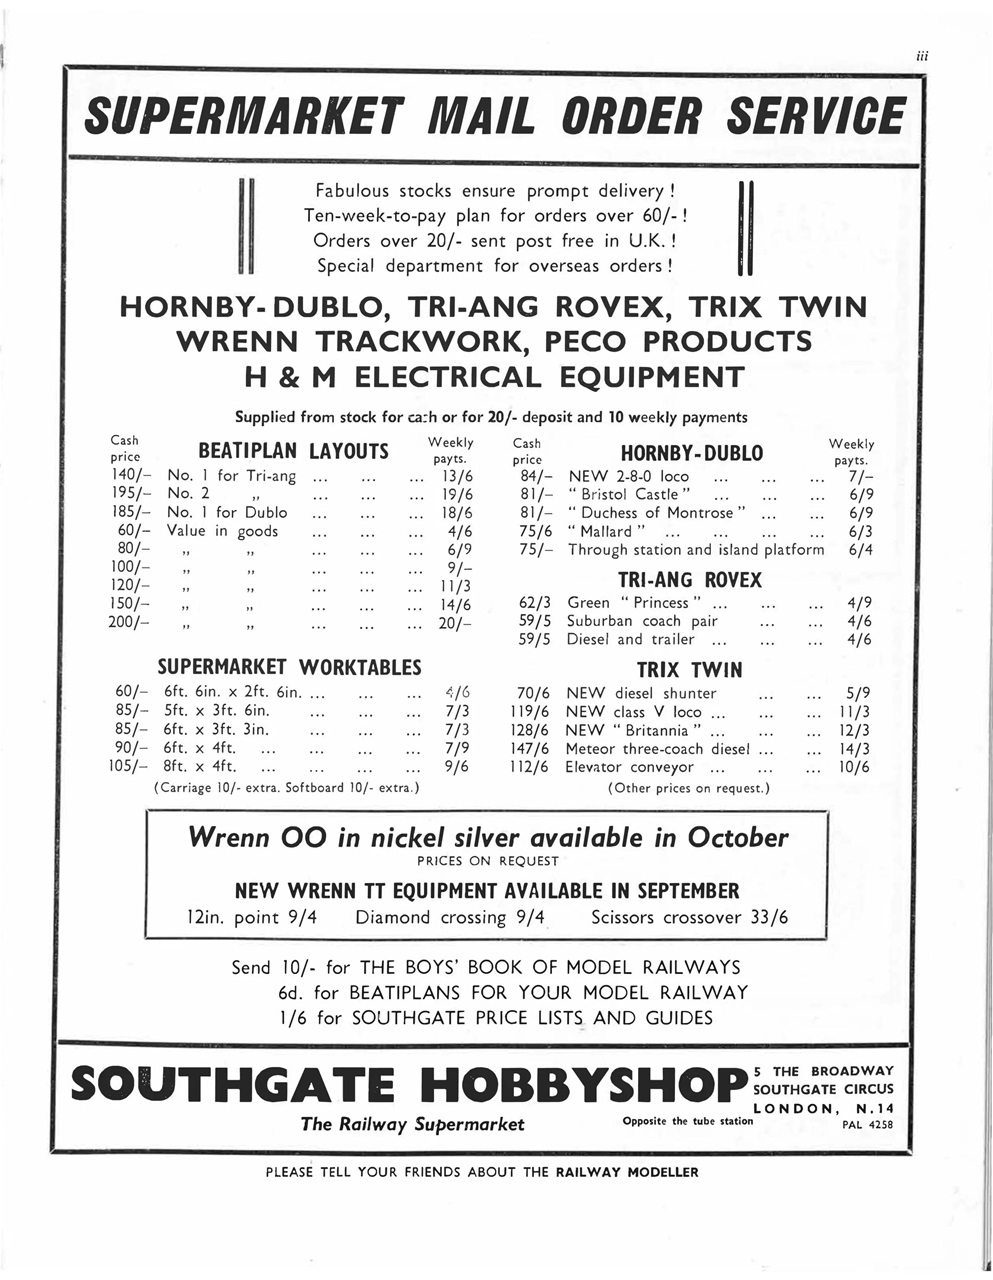 iii
SUPERMARKET MAIL ORDER SERVICE
Fabulous stocks ensure prompt delivery !
Ten-week-to-pay plan for orders over 60/- !
Orders over 20/- sent post free in U.K. !
Special department for overseas orders !
HORNBY-DUBLO, TRI-ANG ROVEX, TRIX TWIN
WRENN TRACKWORK, PECO PRODUCTS
H & M ELECTRICAL EQUIPMENT
Supplied from stock for cash or for 20/- deposit and 10 weekly payments
Cash price BEATIPLAN LAYOUTS Weekly payts.
140/– No. 1 for Tri-ang ... ... ... 13/6
195/– No. 2 ,, ... ... ... 19/6
185/– No. 1 for Dublo ... ... ... 18/6
60/– Value in goods ... ... ... 4/6
80/– ,, ,, ... ... ... 6/9
100/– ,, ,, ... ... ... 9/–
120/– ,, ,, ... ... ... 11/3
150/– ,, ,, ... ... ... 14/6
200/– ,, ,, ... ... ... 20/–
SUPERMARKET WORKTABLES
60/– 6ft. 6in. x 2ft. 6in. ... ... ... 4/6
85/– 5ft. x 3ft. 6in. ... ... ... 7/3
85/– 6ft. x 3ft. 3in. ... ... ... 7/3
90/– 6ft. x 4ft. ... ... ... ... 7/9
105/– 8ft. x 4ft. ... ... ... ... 9/6
(Carriage 10/- extra. Softboard 10/- extra.)
Cash price HORNBY-DUBLO Weekly payts.
84/– NEW 2-8-0 loco ... ... ... 7/–
81/– “ Bristol Castle ” ... ... ... 6/9
81/– “ Duchess of Montrose ” ... ... 6/9
75/6 “ Mallard ” ... ... ... ... 6/3
75/– Through station and island platform 6/4
TRI-ANG ROVEX
62/3 Green “ Princess ” ... ... ... 4/9
59/5 Suburban coach pair ... ... 4/6
59/5 Diesel and trailer ... ... ... 4/6
TRIX TWIN
70/6 NEW diesel shunter ... ... 5/9
119/6 NEW class V loco ... ... ... 11/3
128/6 NEW “ Britannia ” ... ... ... 12/3
147/6 Meteor three-coach diesel ... ... 14/3
112/6 Elevator conveyor ... ... ... 10/6
(Other prices on request.)
Wrenn OO in nickel silver available in October
PRICES ON REQUEST
NEW WRENN TT EQUIPMENT AVAILABLE IN SEPTEMBER
12in. point 9/4 Diamond crossing 9/4 Scissors crossover 33/6
Send 10/- for THE BOYS’ BOOK OF MODEL RAILWAYS
6d. for BEATIPLANS FOR YOUR MODEL RAILWAY
1/6 for SOUTHGATE PRICE LISTS AND GUIDES
SOUTHGATE HOBBYSHOP
The Railway Supermarket
5 THE BROADWAY
SOUTHGATE CIRCUS
LONDON, N.14
Opposite the tube station PAL 4258
PLEASE TELL YOUR FRIENDS ABOUT THE RAILWAY MODELLER